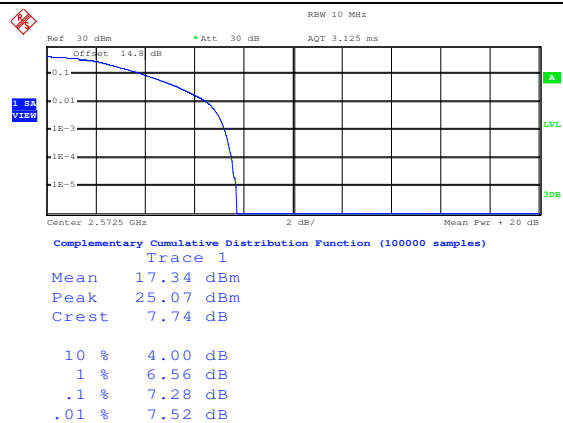 RBW 10 MHz
Ref 30 dBm * Att 30 dB AQT 3.125 ms
Offset 14.8 dB
0.1
A
0.01
1 SA
VIEW
1E-3
LVL
1E-4
1E-5
3DB
Center 2.5725 GHz 2 dB/ Mean Pwr + 20 dB
Complementary Cumulative Distribution Function (100000 samples)
Trace 1
Mean 17.34 dBm
Peak 25.07 dBm
Crest 7.74 dB
10 % 4.00 dB
1 % 6.56 dB
.1 % 7.28 dB
.01 % 7.52 dB